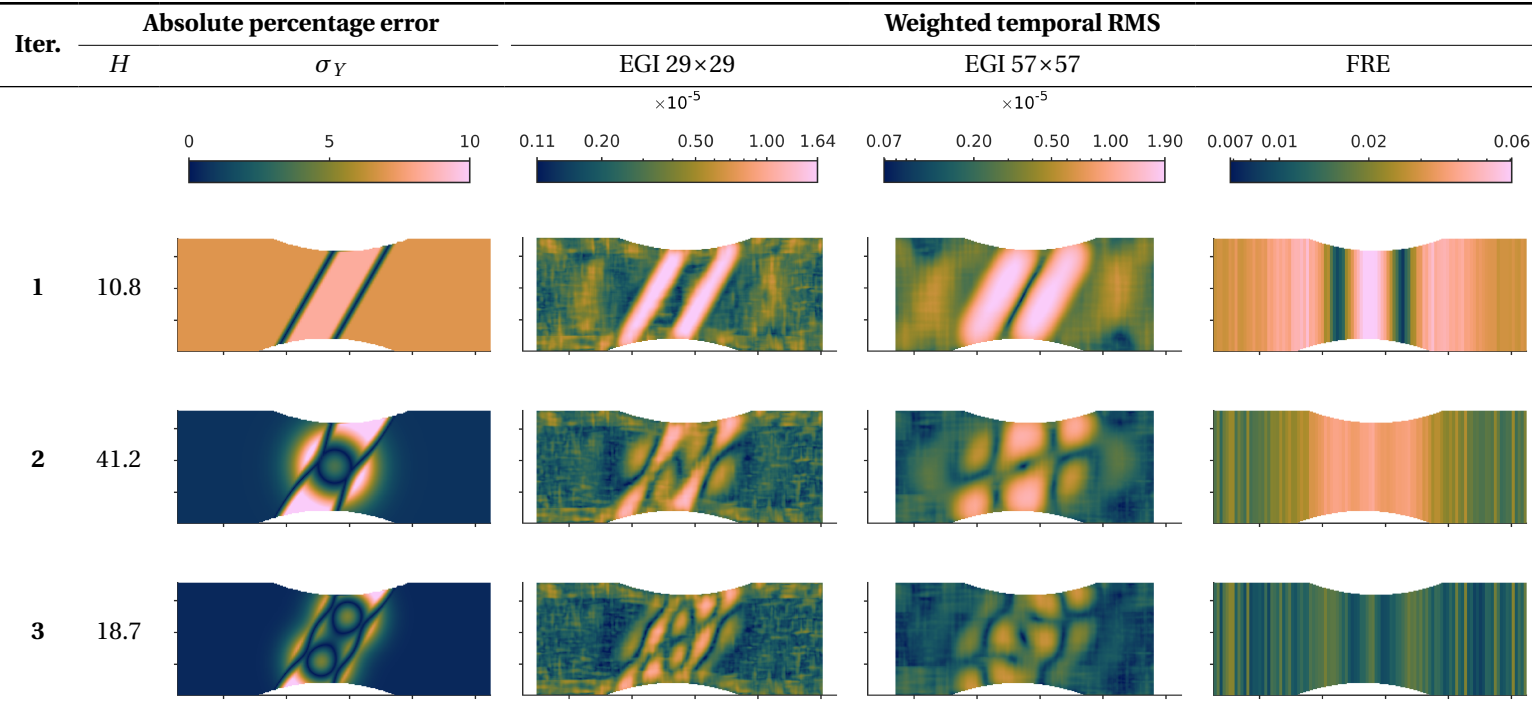 Iter. Absolute percentage error Weighted temporal RMS
H σY EGI 29×29 EGI 57×57 FRE
×10-5 ×10-5
0 5 10 0.11 0.20 0.50 1.00 1.64 0.07 0.20 0.50 1.00 1.90 0.007 0.01 0.02 0.06
1 10.8
2 41.2
3 18.7